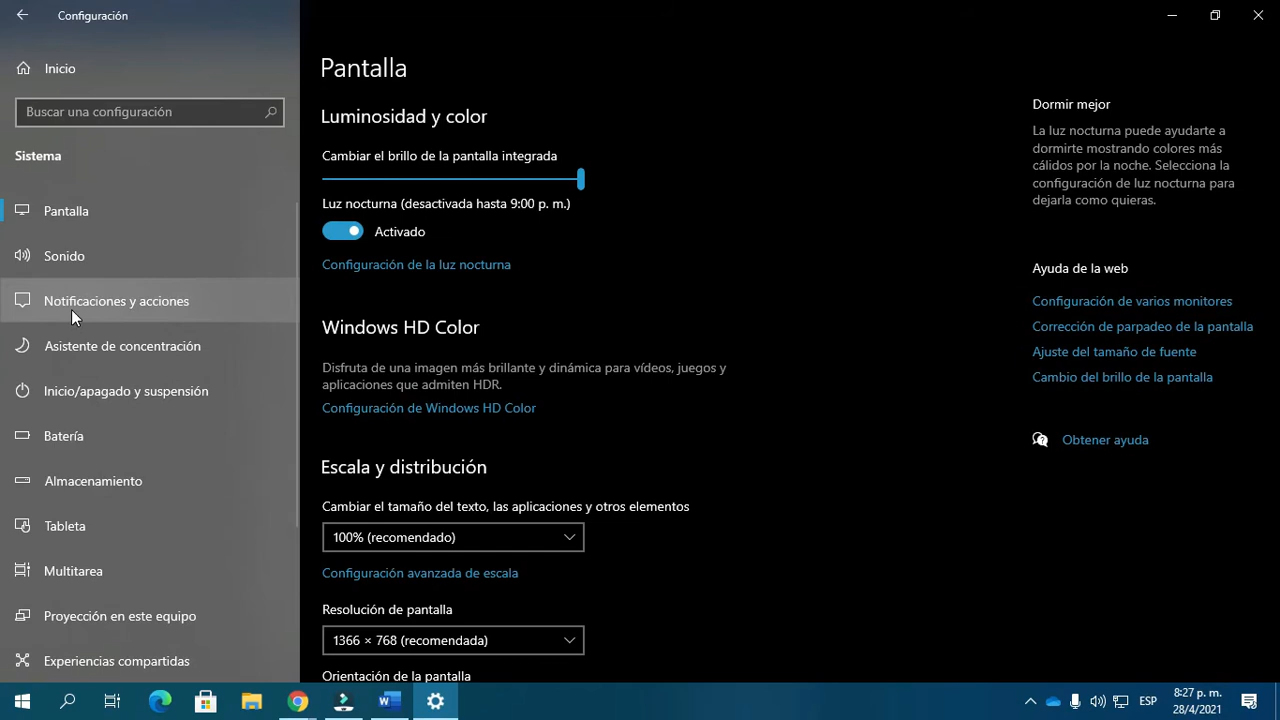 Configuración
Inicio
Buscar una configuración
Sistema
Pantalla
Sonido
Notificaciones y acciones
Asistente de concentración
Inicio/apagado y suspensión
Batería
Almacenamiento
Tableta
Multitarea
Proyección en este equipo
Experiencias compartidas
Pantalla
Luminosidad y color
Cambiar el brillo de la pantalla integrada
Luz nocturna (desactivada hasta 9:00 p. m.)
Activado
Configuración de la luz nocturna
Windows HD Color
Disfruta de una imagen más brillante y dinámica para vídeos, juegos y
aplicaciones que admiten HDR.
Configuración de Windows HD Color
Escala y distribución
Cambiar el tamaño del texto, las aplicaciones y otros elementos
100% (recomendado)
Configuración avanzada de escala
Resolución de pantalla
1366 × 768 (recomendada)
Orientación de la pantalla
Dormir mejor
La luz nocturna puede ayudarte a
dormirte mostrando colores más
cálidos por la noche. Selecciona la
configuración de luz nocturna para
dejarla como quieras.
Ayuda de la web
Configuración de varios monitores
Corrección de parpadeo de la pantalla
Ajuste del tamaño de fuente
Cambio del brillo de la pantalla
Obtener ayuda
ESP
8:27 p. m.
28/4/2021